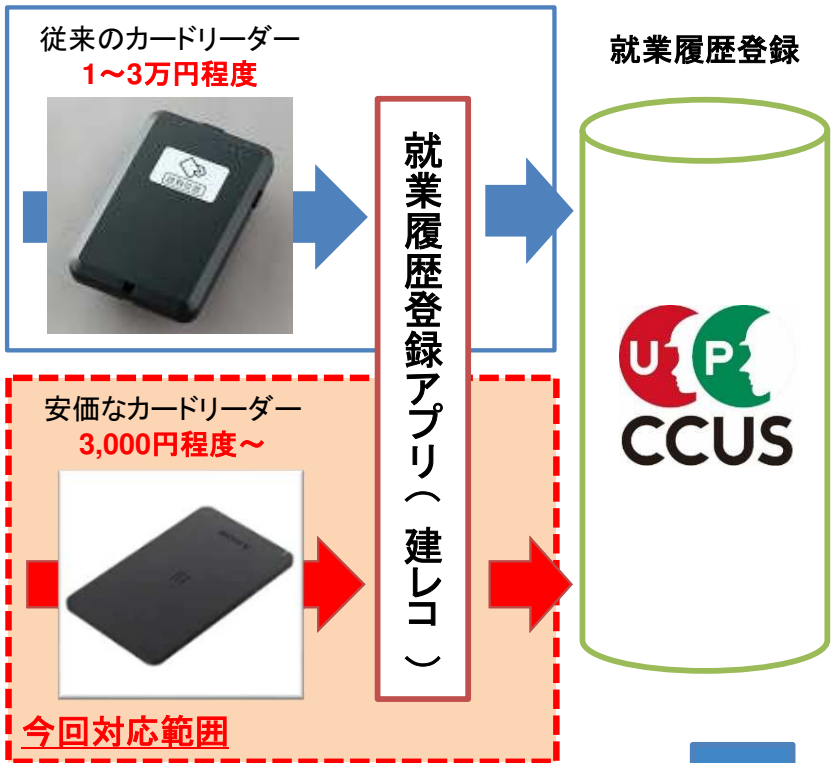 従来のカードリーダー
1～3万円程度
就業履歴登録
就業履歴登録アプリ（建レコ）
UP
CCUS
安価なカードリーダー
3,000円程度～
SONY
今回対応範囲